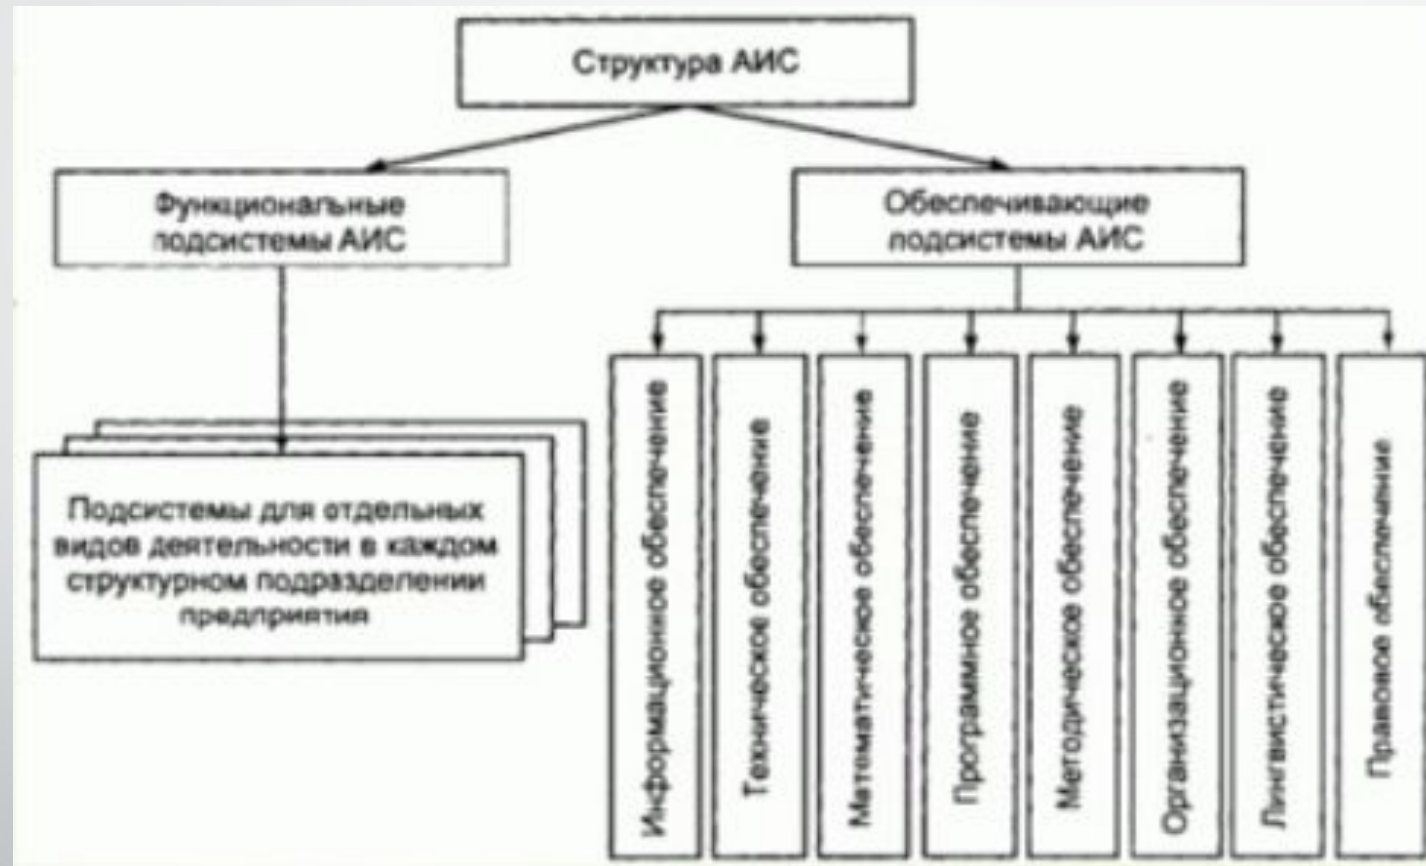 Структура АИС
Функциональные
подсистемы АИС
Обеспечивающие
подсистемы АИС
Подсистемы для отдельных
видов деятельности в каждом
структурном подразделении
предприятия
Информационное обеспечение
Техническое обеспечение
Математическое обеспечение
Программное обеспечение
Методическое обеспечение
Организационное обеспечение
Лингвистическое обеспечение
Правовое обеспечение